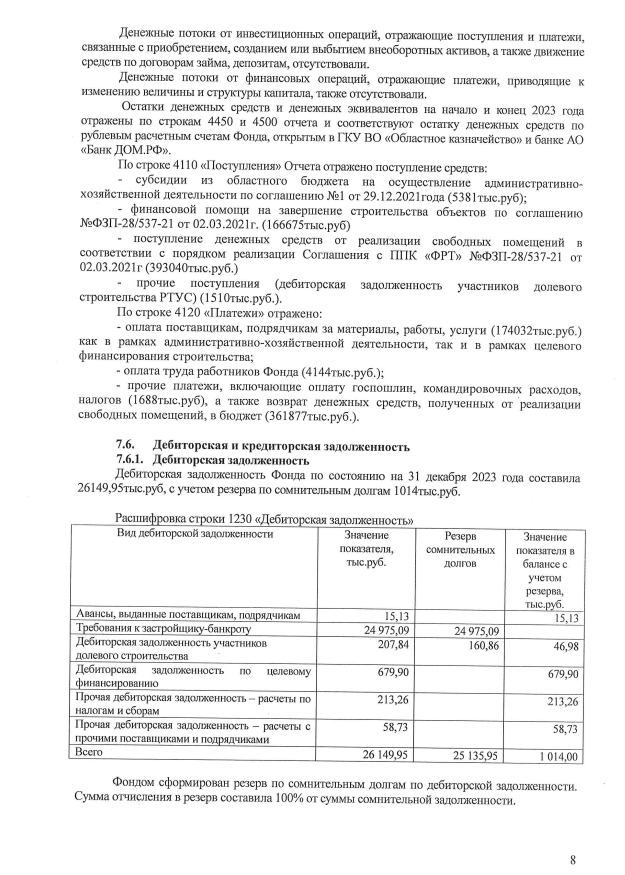 Денежные потоки от инвестиционных операций, отражающие поступления и платежи,
связанные с приобретением, созданием или выбытием внеоборотных активов, а также движение
средств по договорам займа, депозитам, отсутствовали.
Денежные потоки от финансовых операций, отражающие платежи, приводящие к
изменению величины и структуры капитала, также отсутствовали.
Остатки денежных средств и денежных эквивалентов на начало и конец 2023 года
отражены по строкам 4450 и 4500 отчета и соответствуют остатку денежных средств по
рублевым расчетным счетам Фонда, открытым в ГКУ ВО «Областное казначейство» и банке АО
«Банк ДОМ.РФ».
По строке 4110 «Поступления» Отчета отражено поступление средств:
- субсидии из областного бюджета на осуществление административно-
хозяйственной деятельности по соглашению №1 от 29.12.2021года (5381тыс.руб);
- финансовой помощи на завершение строительства объектов по соглашению
№ФЗП-28/537-21 от 02.03.2021г. (166675тыс.руб)
- поступление денежных средств от реализации свободных помещений в
соответствии с порядком реализации Соглашения с ППК «ФРТ» №ФЗП-28/537-21 от
02.03.2021г (393040тыс.руб.)
- прочие поступления (дебиторская задолженность участников долевого
строительства РТУС) (1510тыс.руб.).
По строке 4120 «Платежи» отражено:
- оплата поставщикам, подрядчикам за материалы, работы, услуги (174032тыс.руб.)
как в рамках административно-хозяйственной деятельности, так и в рамках целевого
финансирования строительства;
- оплата труда работников Фонда (4144тыс.руб.);
- прочие платежи, включающие оплату госпошлин, командировочных расходов,
налогов (1688тыс.руб), а также возврат денежных средств, полученных от реализации
свободных помещений, в бюджет (361877тыс.руб.).
7.6. Дебиторская и кредиторская задолженность
7.6.1. Дебиторская задолженность
Дебиторская задолженность Фонда по состоянию на 31 декабря 2023 года составила
26149,95тыс.руб, с учетом резерва по сомнительным долгам 1014тыс.руб.
Расшифровка строки 1230 «Дебиторская задолженность»
Вид дебиторской задолженности Значение Резерв Значение
показателя, сомнительных показателя в
тыс.руб. долгов балансе с
учетом
резерва,
тыс.руб.
Авансы, выданные поставщикам, подрядчикам 15,13 15,13
Требования к застройщику-банкроту 24 975,09 24 975,09
Дебиторская задолженность участников 207,84 160,86 46,98
долевого строительства
Дебиторская задолженность по целевому 679,90 679,90
финансированию
Прочая дебиторская задолженность – расчеты по 213,26 213,26
налогам и сборам
Прочая дебиторская задолженность – расчеты с 58,73 58,73
прочими поставщиками и подрядчиками
Всего 26 149,95 25 135,95 1 014,00
Фондом сформирован резерв по сомнительным долгам по дебиторской задолженности.
Сумма отчисления в резерв составила 100% от суммы сомнительной задолженности.
8